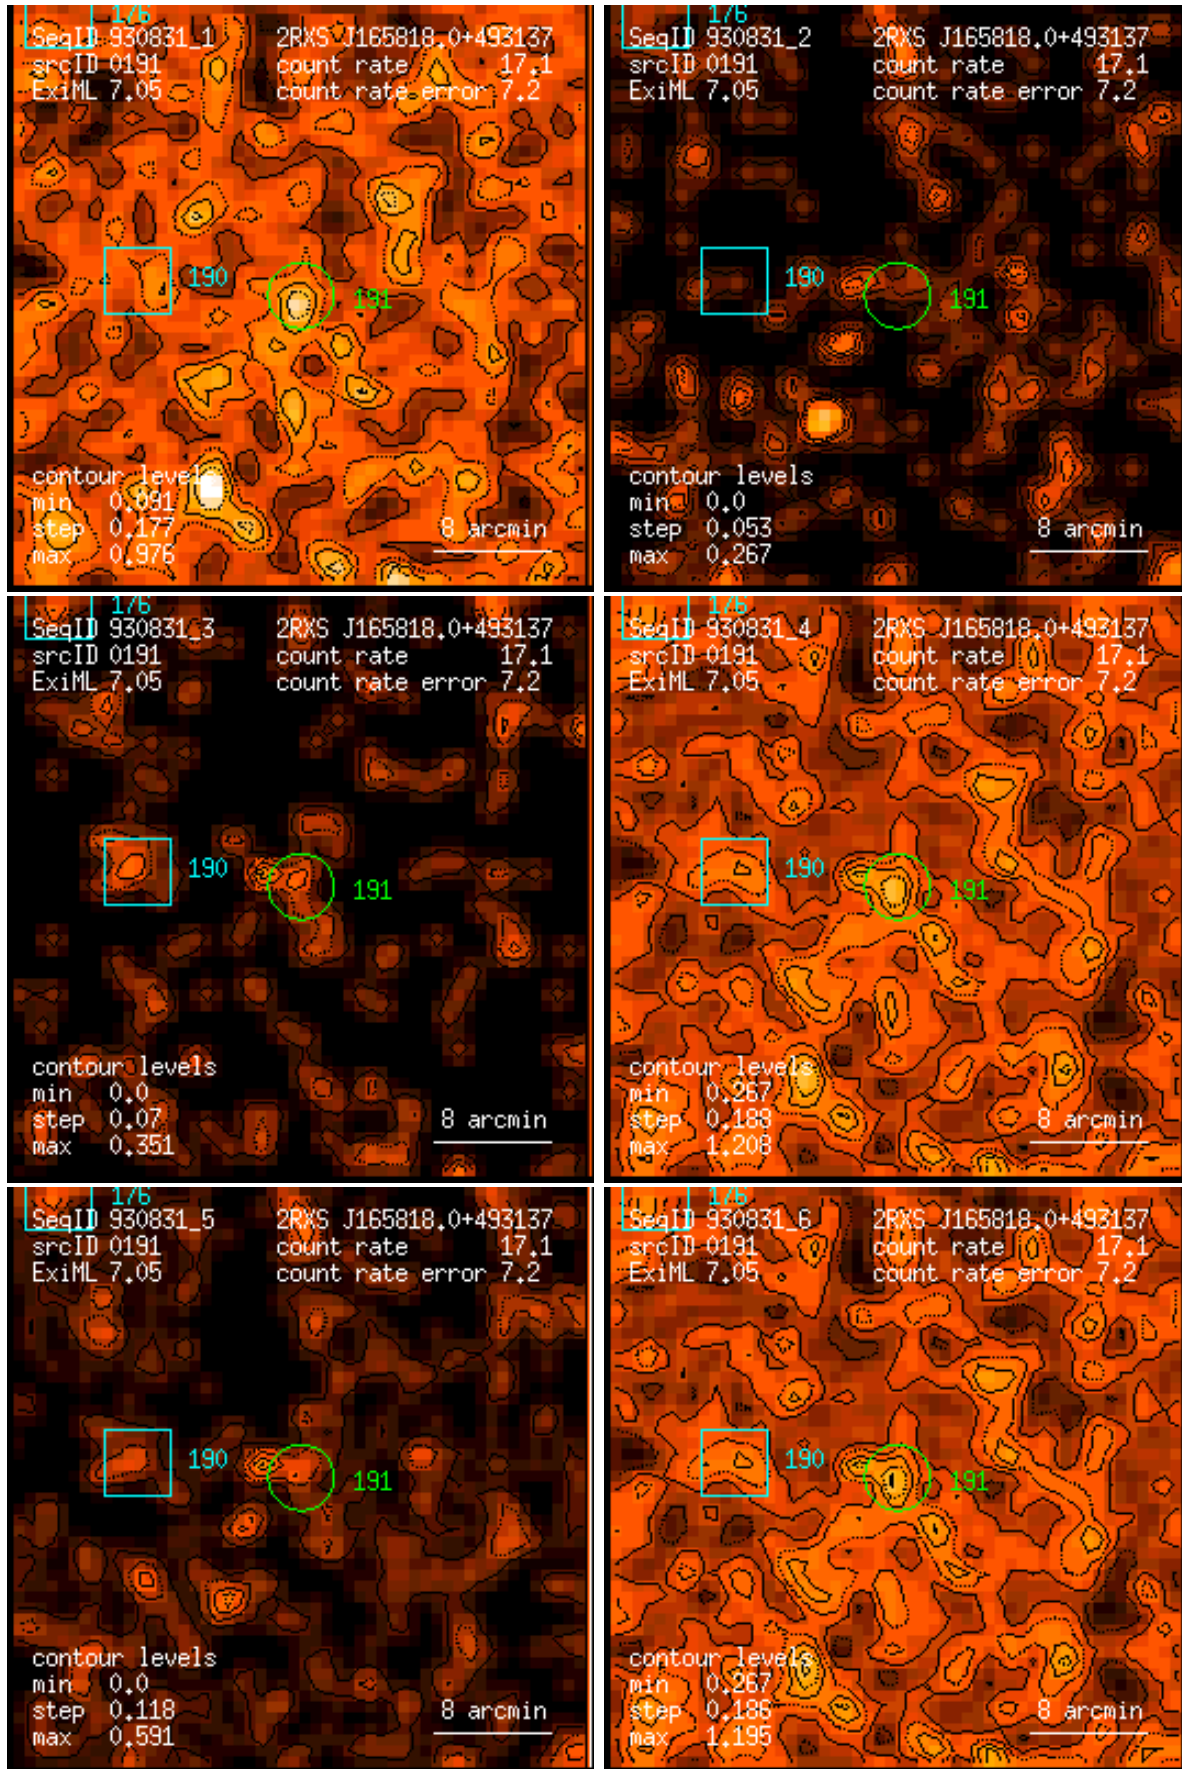 176
SeqID 930831_1 2RXS J165818.0+493137
srcID 0191 count rate 17.1
ExiML 7.05 count rate error 7.2
190
191
contour levels
min 0.091
step 0.177
max 0.976
8 arcmin
176
SeqID 930831_2 2RXS J165818.0+493137
srcID 0191 count rate 17.1
ExiML 7.05 count rate error 7.2
190
191
contour levels
min 0.0
step 0.053
max 0.267
8 arcmin
176
SeqID 930831_3 2RXS J165818.0+493137
srcID 0191 count rate 17.1
ExiML 7.05 count rate error 7.2
190
191
contour levels
min 0.0
step 0.07
max 0.351
8 arcmin
176
SeqID 930831_4 2RXS J165818.0+493137
srcID 0191 count rate 17.1
ExiML 7.05 count rate error 7.2
190
191
contour levels
min 0.267
step 0.188
max 1.208
8 arcmin
176
SeqID 930831_5 2RXS J165818.0+493137
srcID 0191 count rate 17.1
ExiML 7.05 count rate error 7.2
190
191
contour levels
min 0.0
step 0.118
max 0.591
8 arcmin
176
SeqID 930831_6 2RXS J165818.0+493137
srcID 0191 count rate 17.1
ExiML 7.05 count rate error 7.2
190
191
contour levels
min 0.267
step 0.186
max 1.195
8 arcmin